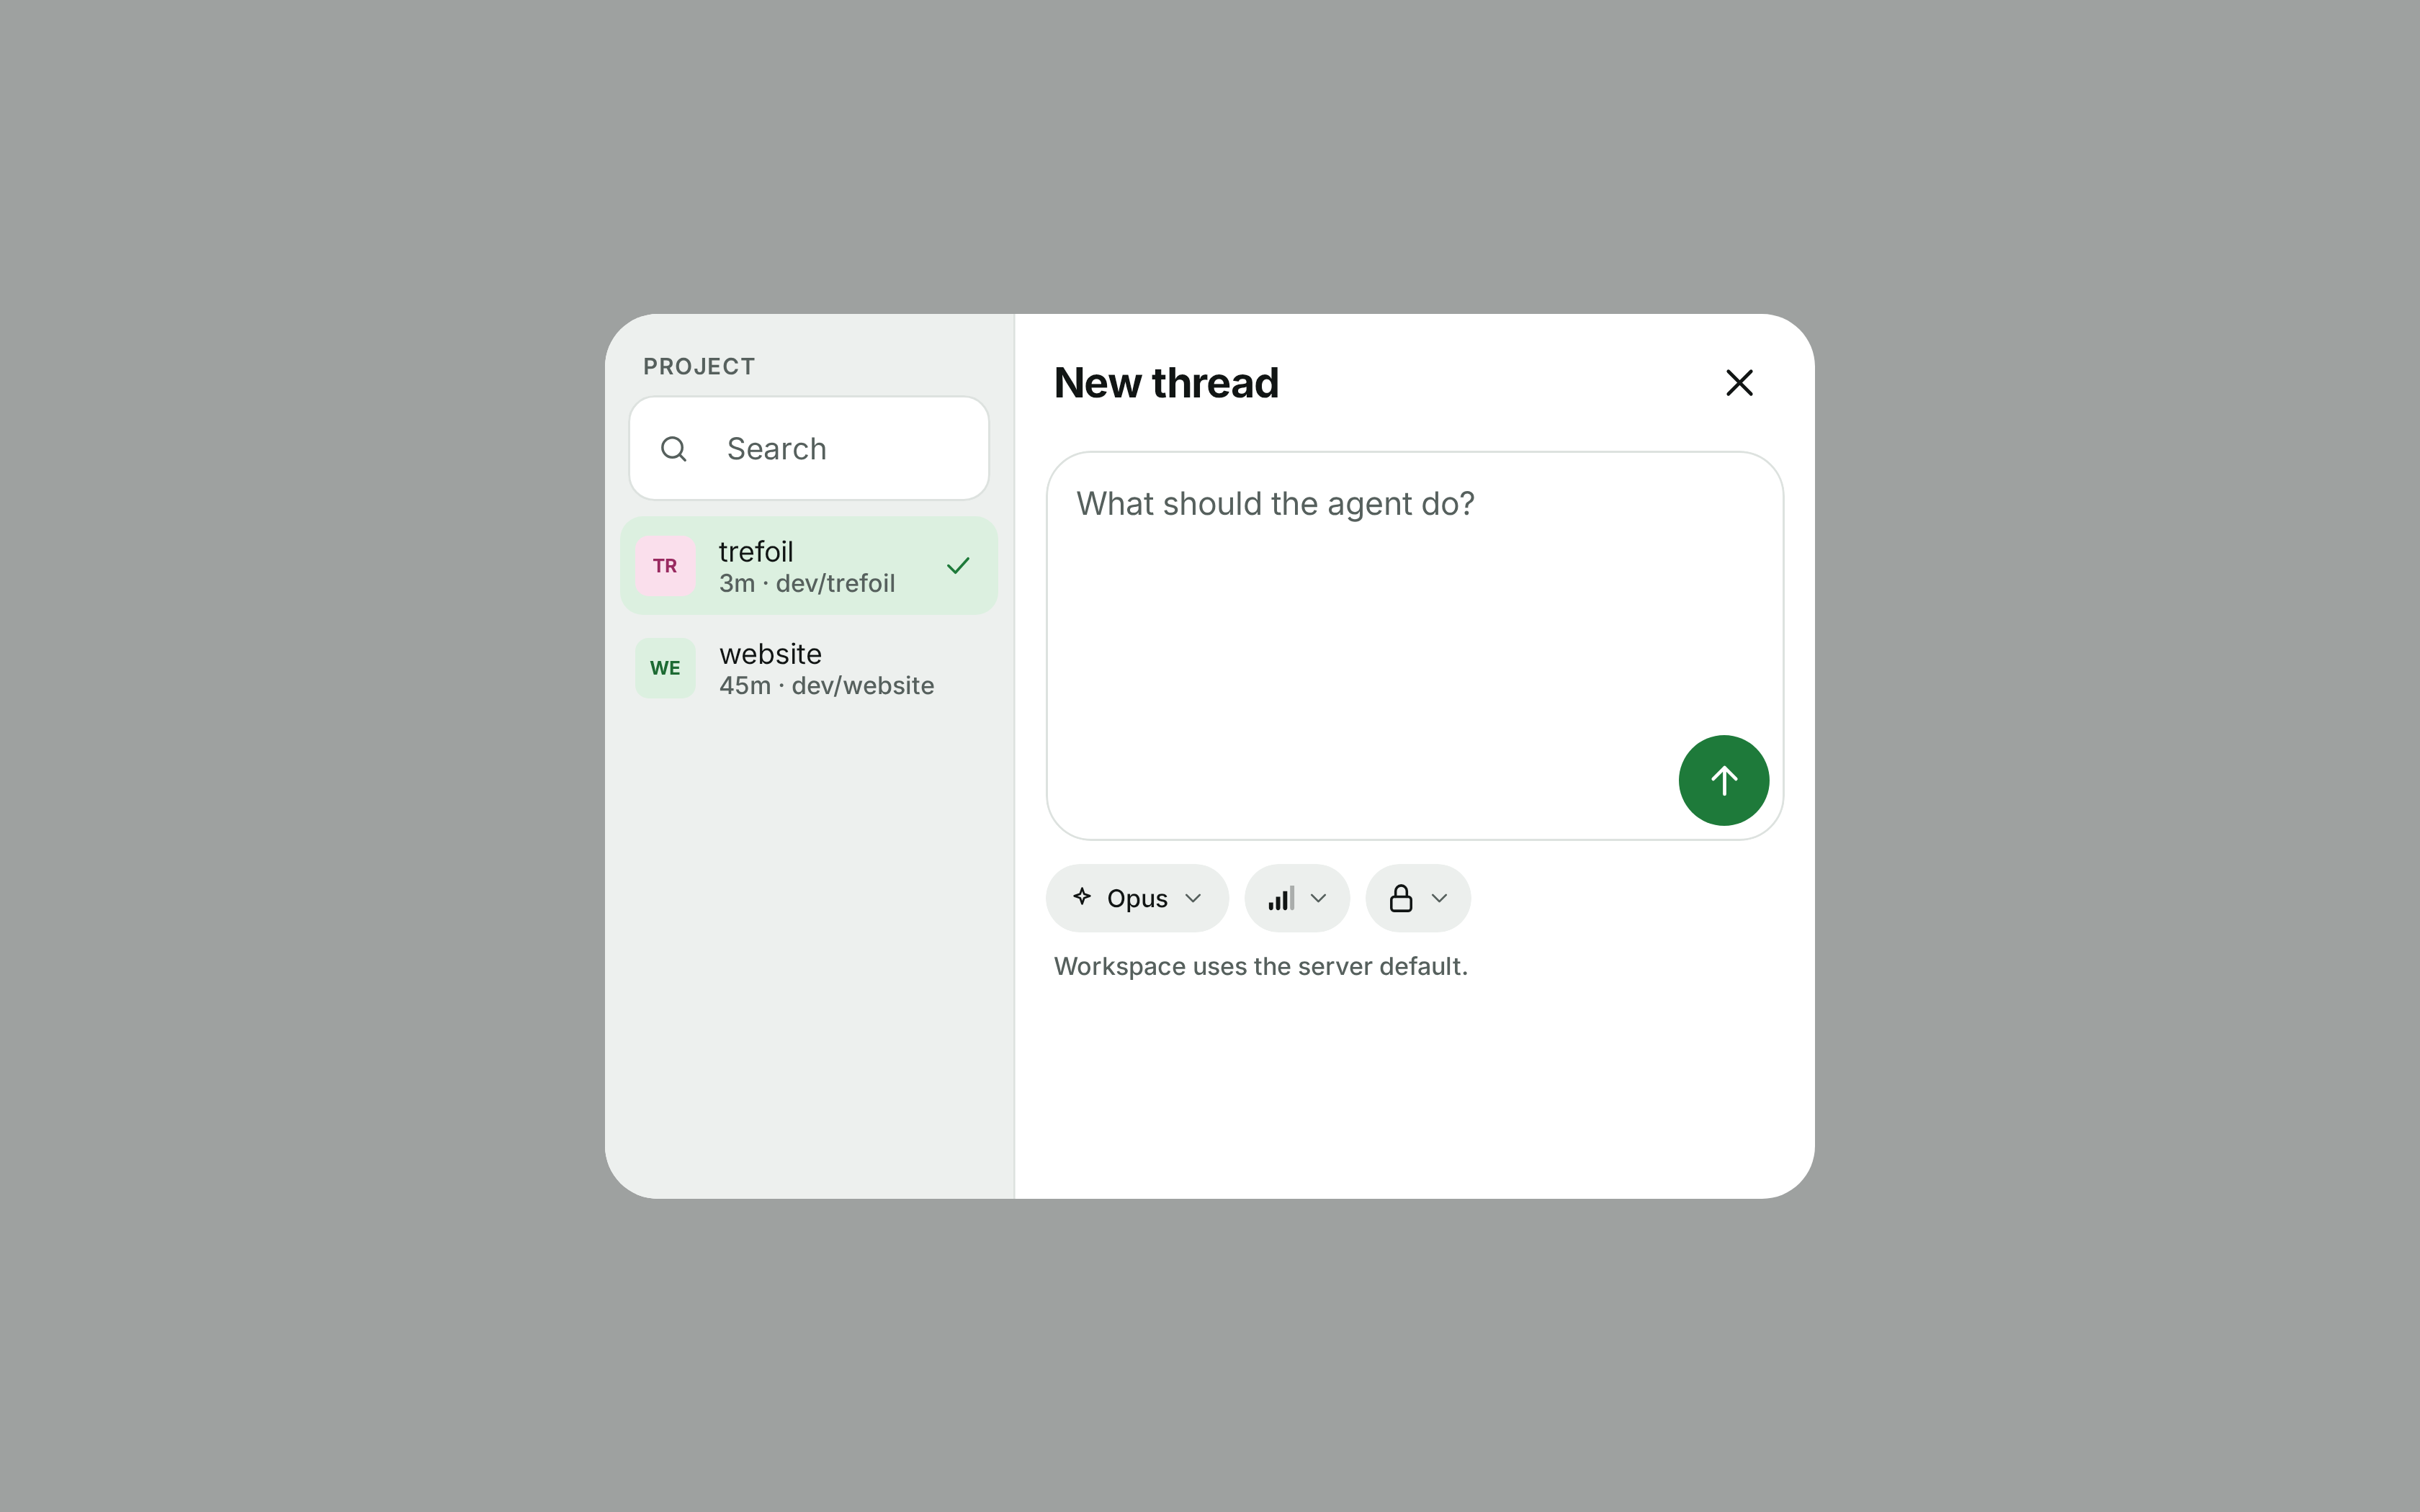 PROJECT
Search
TR
trefoil
3m · dev/trefoil
WE
website
45m · dev/website
New thread
What should the agent do?
Opus
Workspace uses the server default.